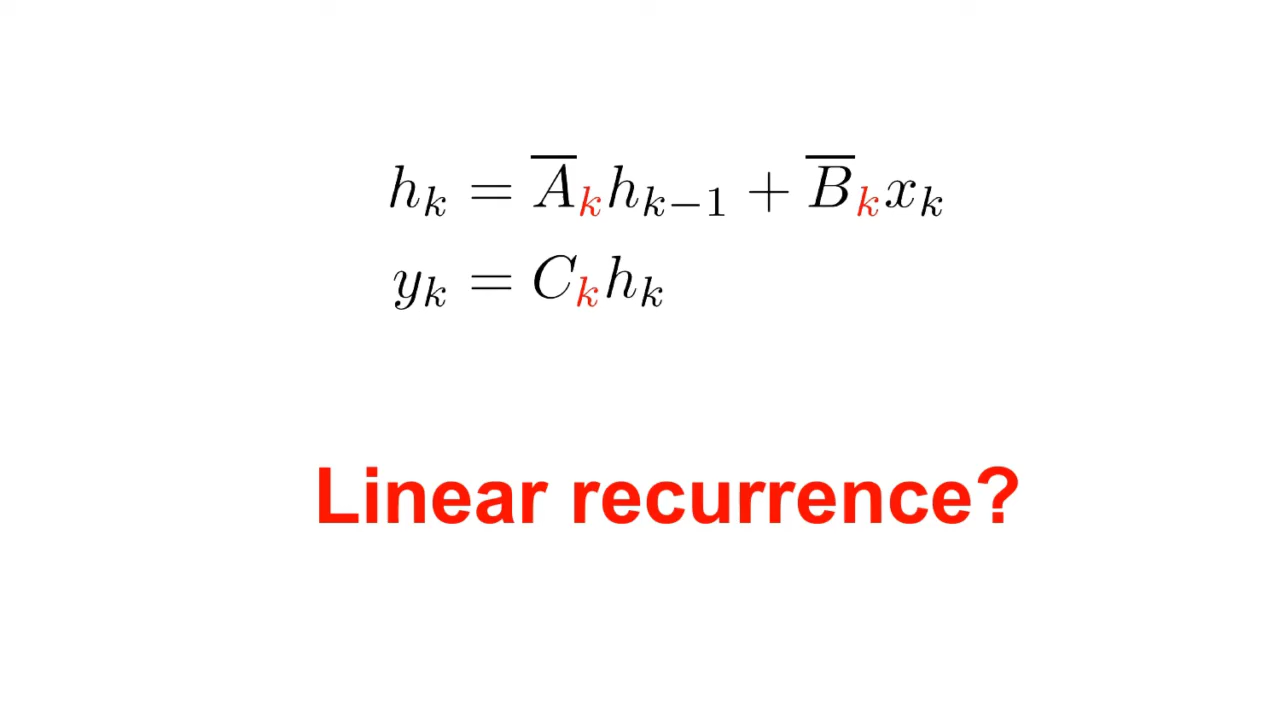 $h_k = \overline{A}_k h_{k-1} + \overline{B}_k x_k$
$y_k = C_k h_k$
Linear recurrence?